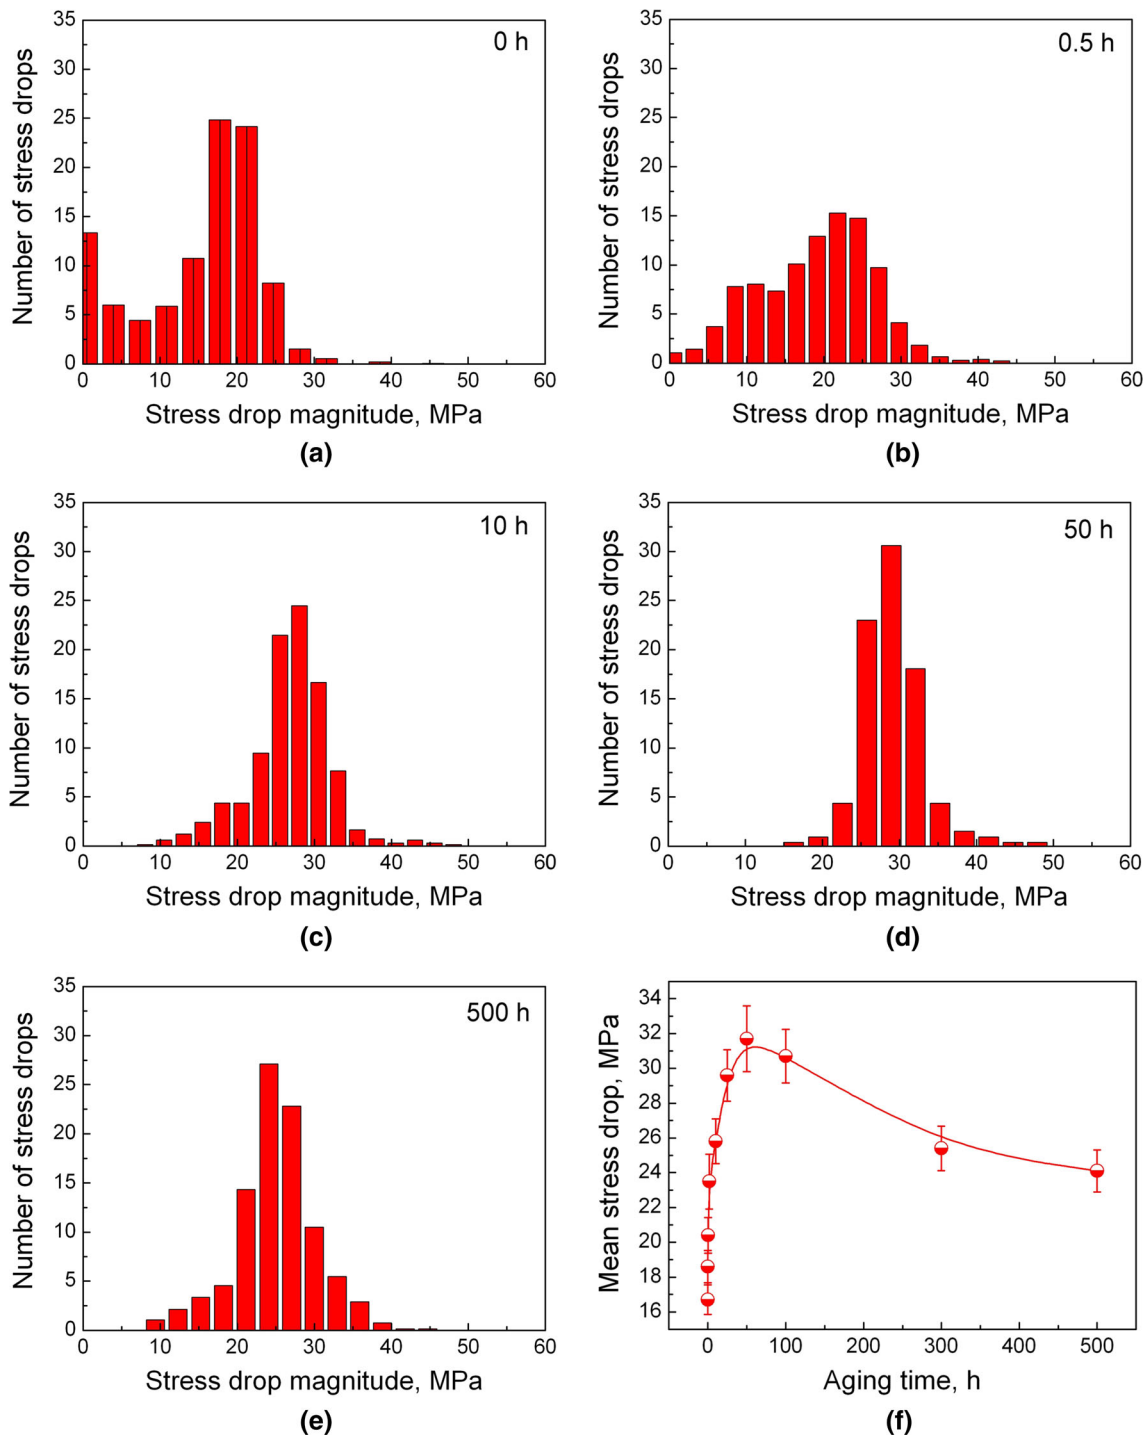 0 h
Number of stress drops
35
30
25
20
15
10
5
0
0 10 20 30 40 50 60
Stress drop magnitude, MPa
(a)
0.5 h
Number of stress drops
35
30
25
20
15
10
5
0
0 10 20 30 40 50 60
Stress drop magnitude, MPa
(b)
10 h
Number of stress drops
35
30
25
20
15
10
5
0
0 10 20 30 40 50 60
Stress drop magnitude, MPa
(c)
50 h
Number of stress drops
35
30
25
20
15
10
5
0
0 10 20 30 40 50 60
Stress drop magnitude, MPa
(d)
500 h
Number of stress drops
35
30
25
20
15
10
5
0
0 10 20 30 40 50 60
Stress drop magnitude, MPa
(e)
Mean stress drop, MPa
34
32
30
28
26
24
22
20
18
16
0 100 200 300 400 500
Aging time, h
(f)